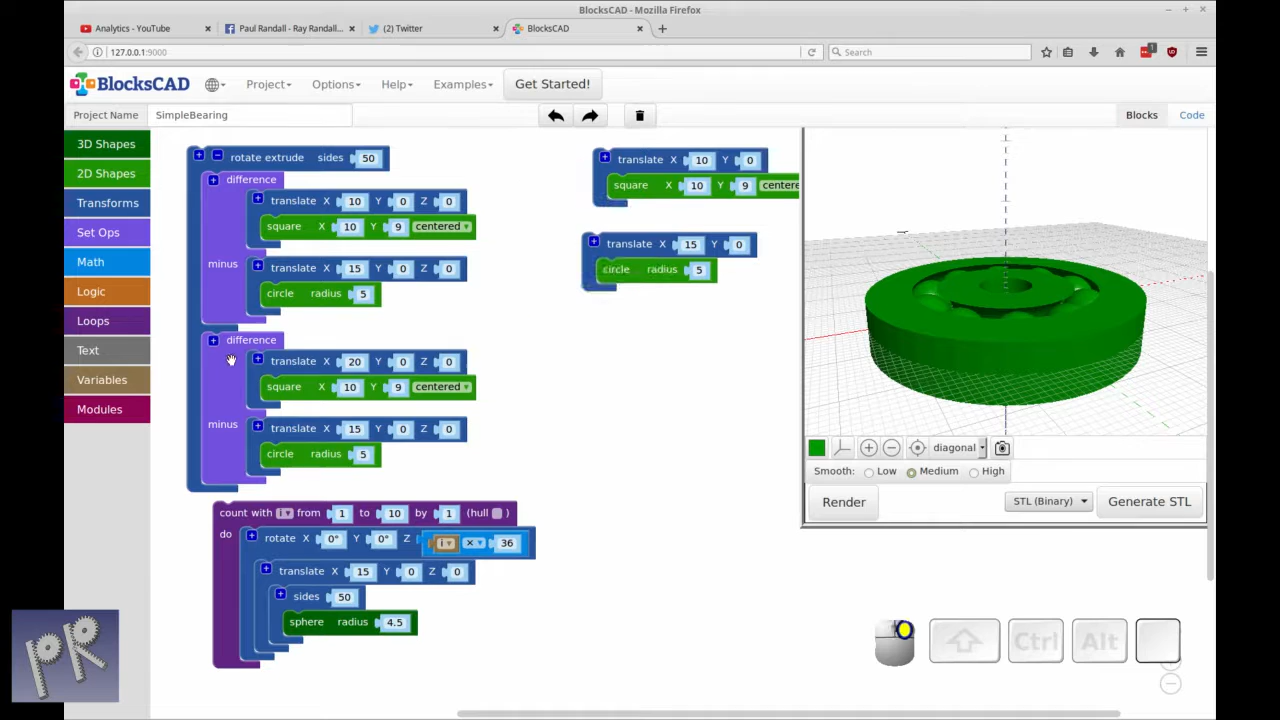 BlocksCAD - Mozilla Firefox
Analytics - YouTube
Paul Randall - Ray Randall...
(2) Twitter
BlocksCAD
127.0.0.1:9000
Search
1
BlocksCAD
Project
Options
Help
Examples
Get Started!
Project Name
SimpleBearing
Blocks
Code
3D Shapes
2D Shapes
Transforms
Set Ops
Math
Logic
Loops
Text
Variables
Modules
rotate extrude sides 50
difference
translate X 10 Y 0 Z 0
square X 10 Y 9 centered
minus
translate X 15 Y 0 Z 0
circle radius 5
difference
translate X 20 Y 0 Z 0
square X 10 Y 9 centered
minus
translate X 15 Y 0 Z 0
circle radius 5
count with i from 1 to 10 by 1 (hull )
do
rotate X 0° Y 0° Z i × 36
translate X 15 Y 0 Z 0
sides 50
sphere radius 4.5
translate X 10 Y 0
square X 10 Y 9 centere
translate X 15 Y 0
circle radius 5
diagonal
Smooth: Low Medium High
Render
STL (Binary)
Generate STL
Ctrl
Alt
PR